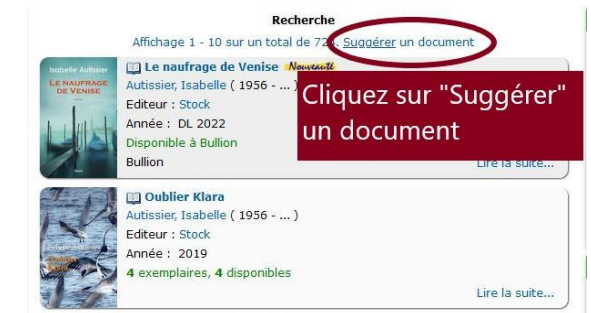 Recherche
Affichage 1 - 10 sur un total de 72. Suggérer un document
Isabelle Autissier
LE NAUFRAGE
DE VENISE
Le naufrage de Venise Nouveauté
Autissier, Isabelle ( 1956 - ... )
Editeur : Stock
Année : DL 2022
Disponible à Bullion
Bullion
Lire la suite...
Cliquez sur "Suggérer"
un document
Oublier Klara
Autissier, Isabelle ( 1956 - ... )
Editeur : Stock
Année : 2019
4 exemplaires, 4 disponibles
Lire la suite...